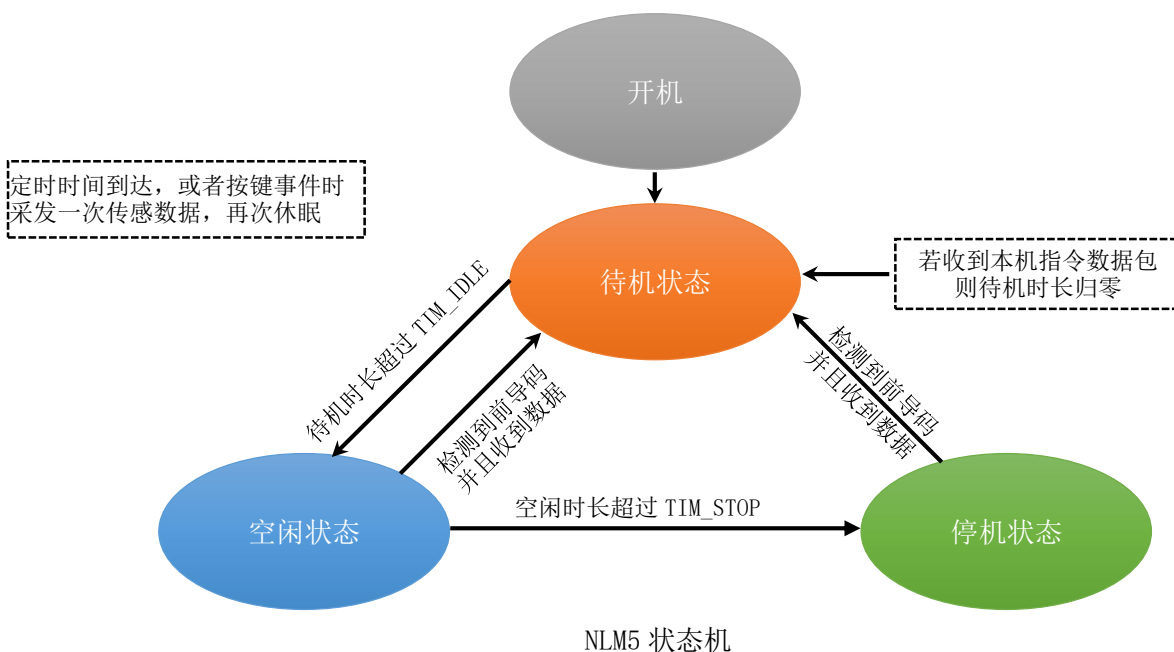 开机
定时时间到达，或者按键事件时
采发一次传感数据，再次休眠
待机状态
若收到本机指令数据包
则待机时长归零
待机时长超过 TIM_IDLE
检测到前导码
并且收到数据
检测到前导码
并且收到数据
空闲状态
空闲时长超过 TIM_STOP
停机状态
NLM5 状态机